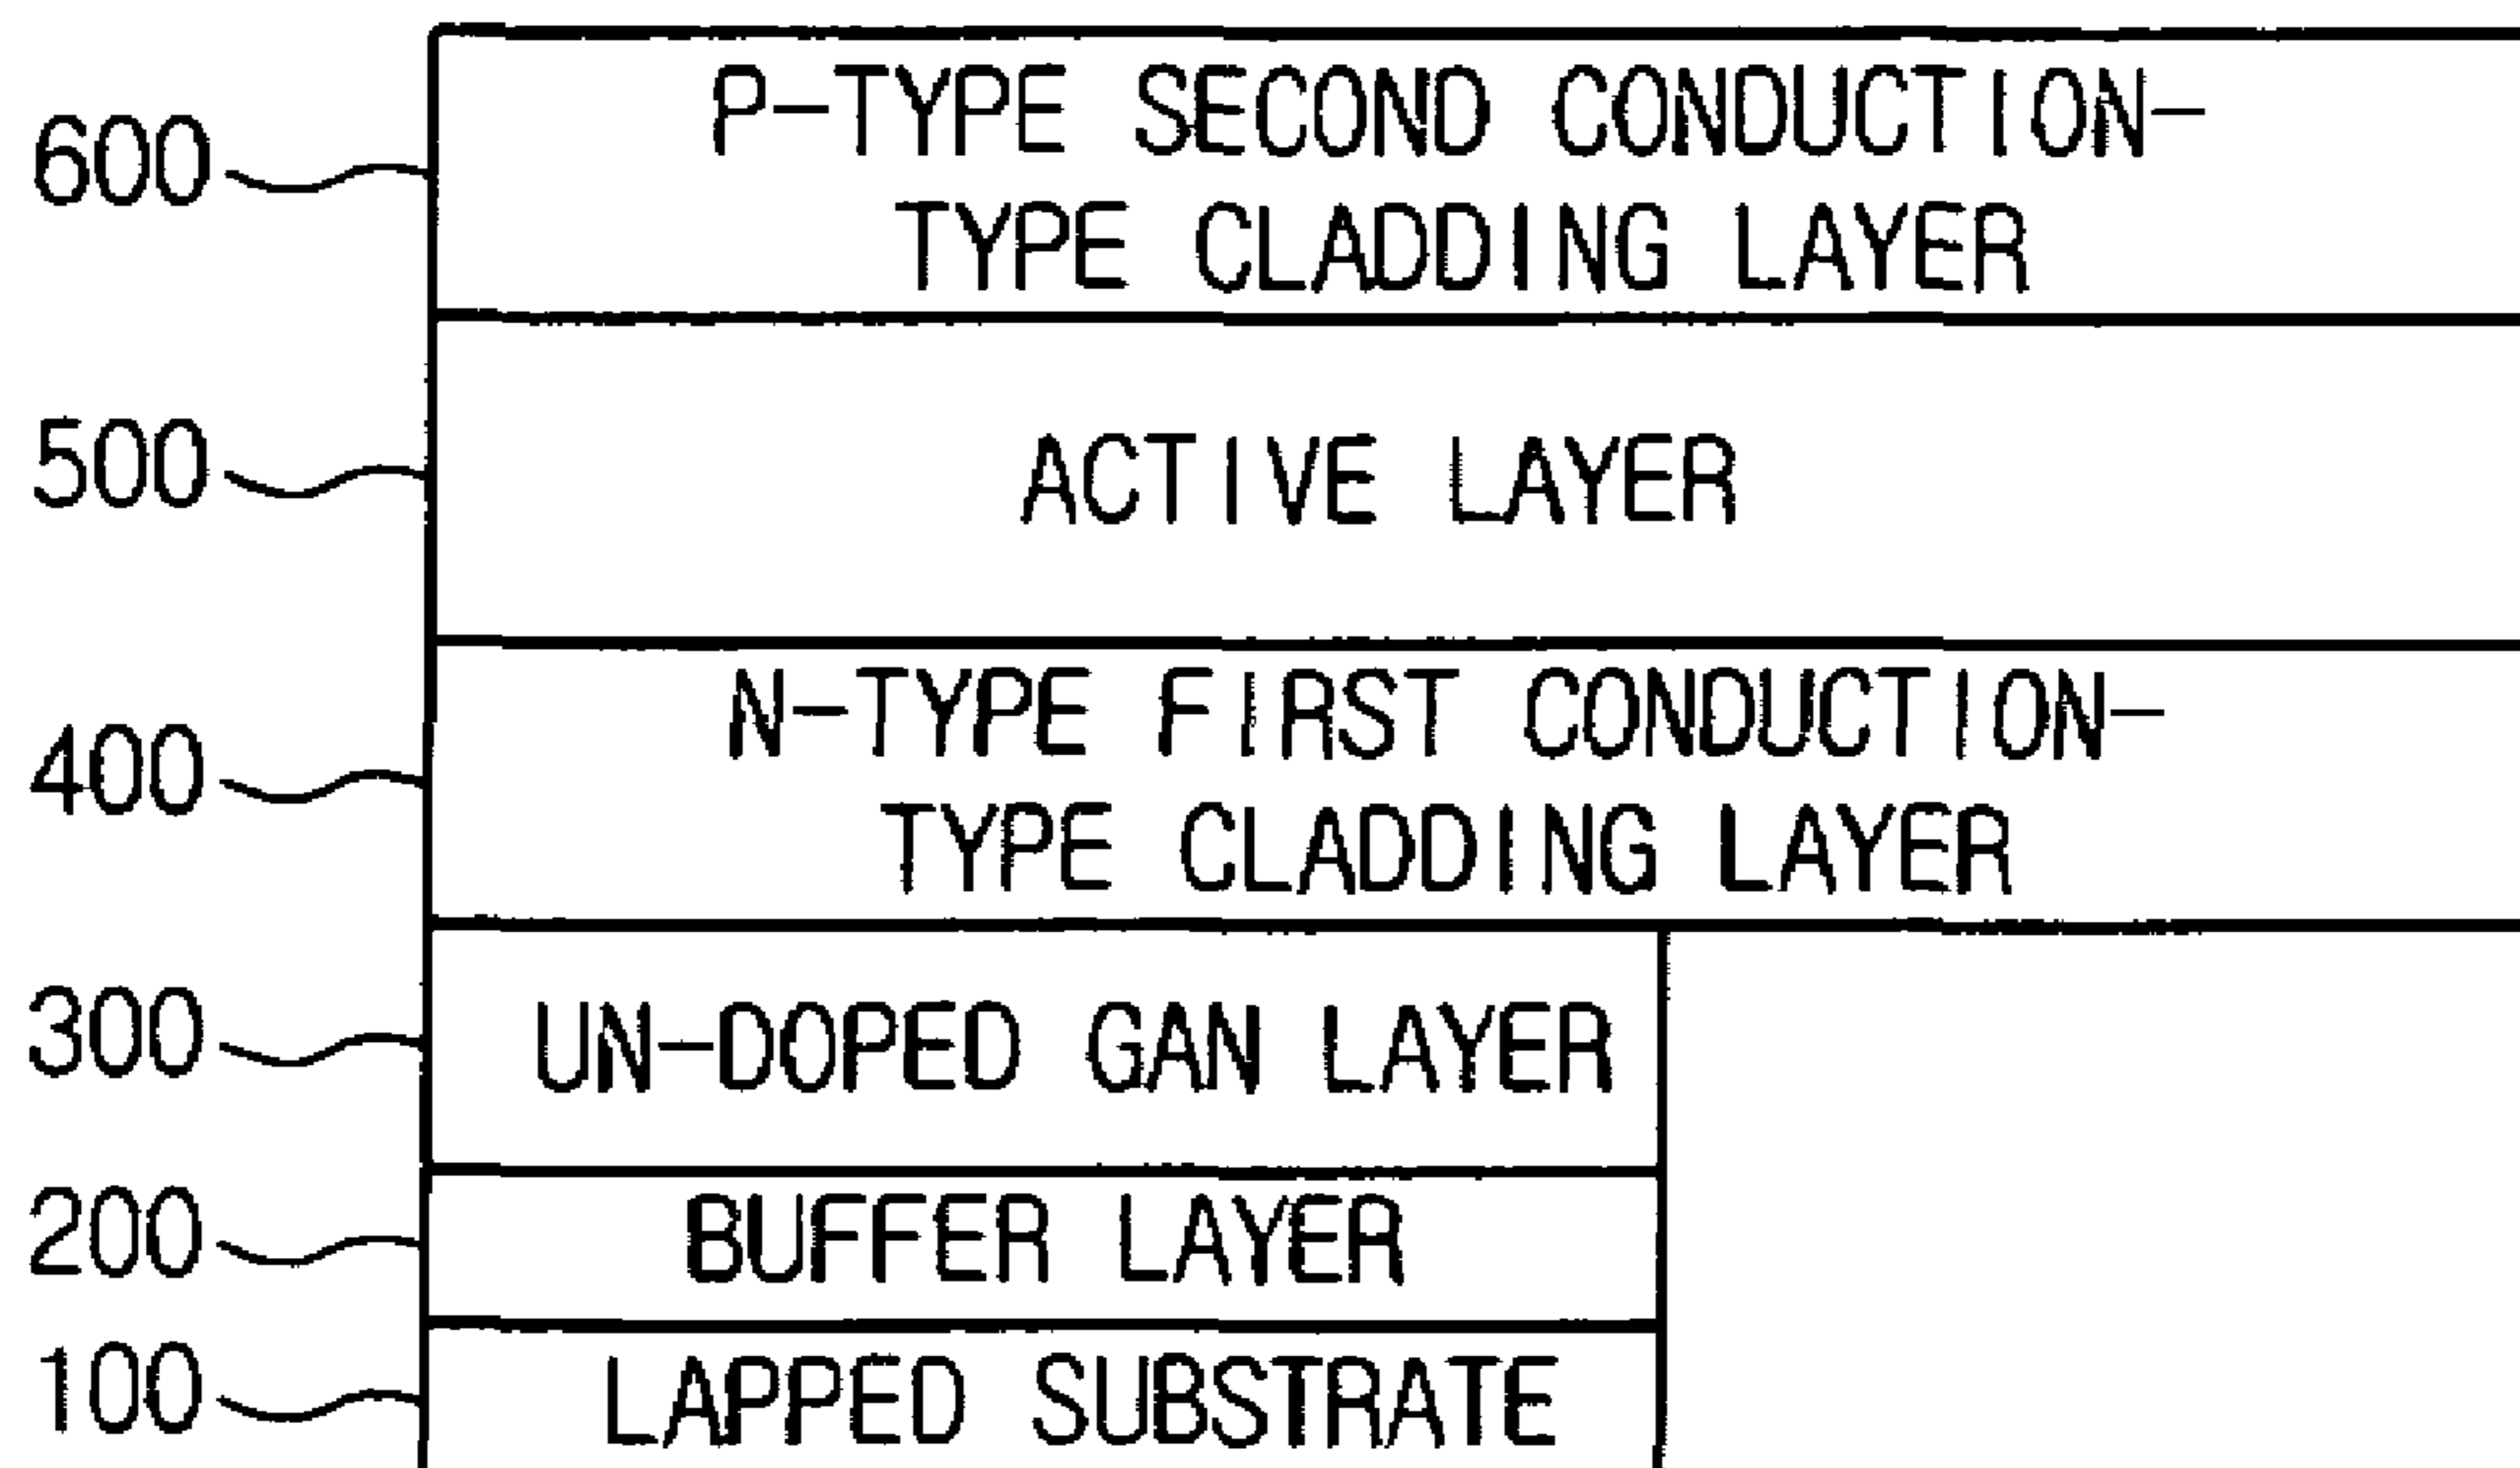 600
P-TYPE SECOND CONDUCTION-
TYPE CLADDING LAYER
500
ACTIVE LAYER
400
N-TYPE FIRST CONDUCTION-
TYPE CLADDING LAYER
300
UN-DOPED GAN LAYER
200
BUFFER LAYER
100
LAPPED SUBSTRATE